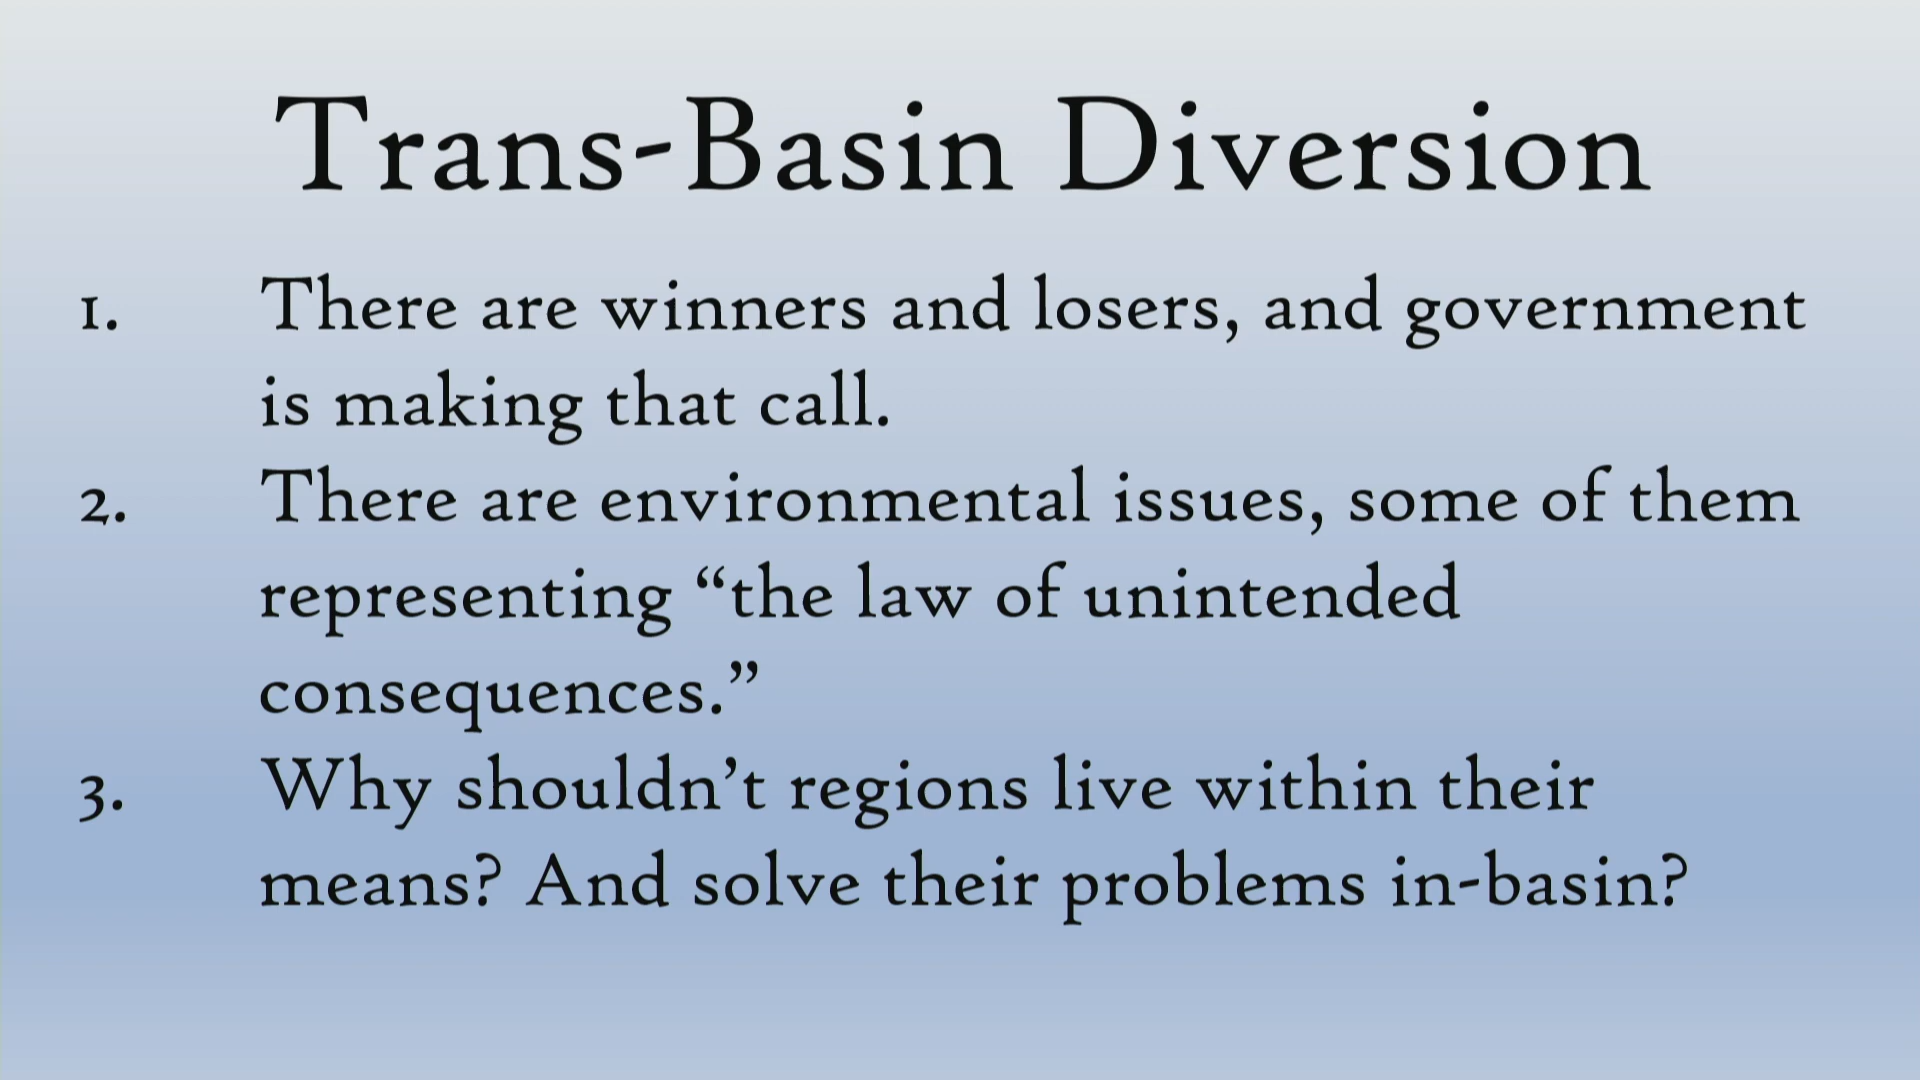 Trans-Basin Diversion
1. There are winners and losers, and government
is making that call.
2. There are environmental issues, some of them
representing “the law of unintended
consequences.”
3. Why shouldn’t regions live within their
means? And solve their problems in-basin?